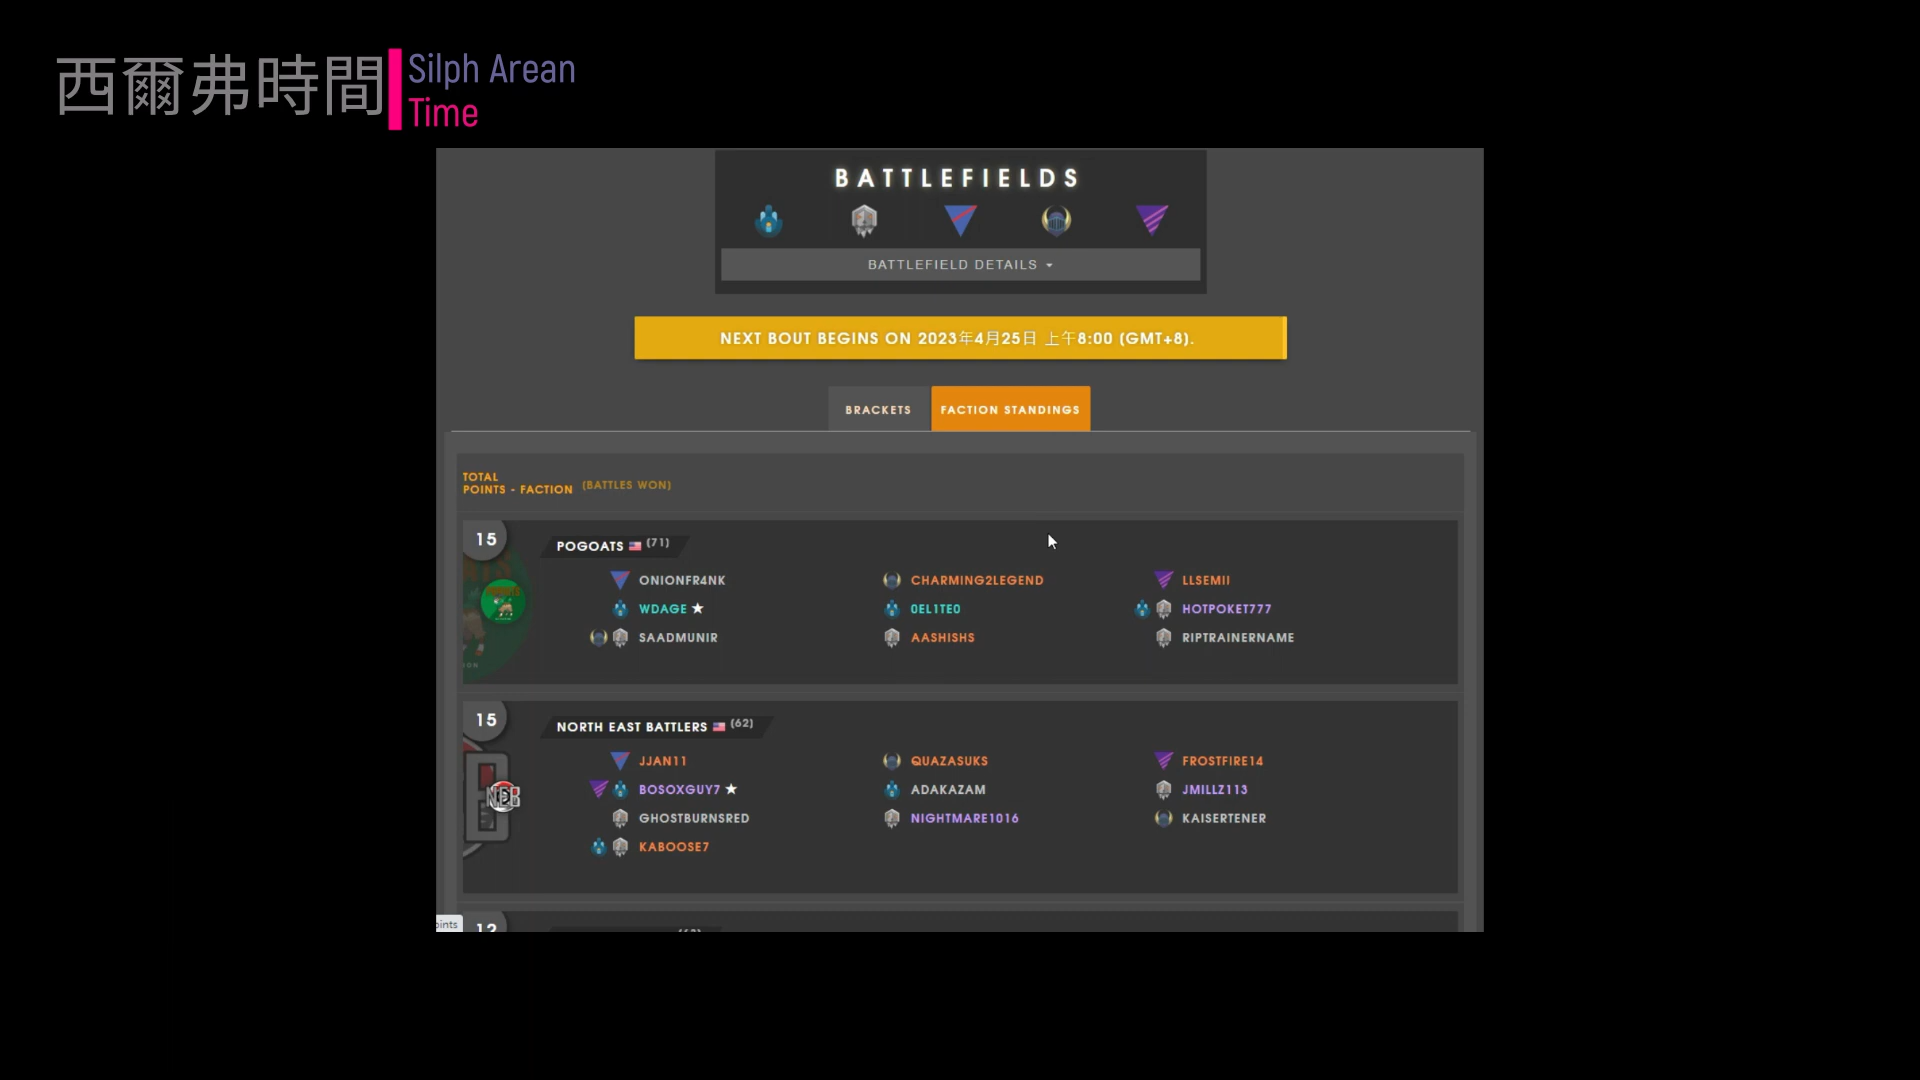 西爾弗時間
Silph Arean
Time
BATTLEFIELDS
BATTLEFIELD DETAILS
NEXT BOUT BEGINS ON 2023年4月25日 上午8:00 (GMT+8).
BRACKETS
FACTION STANDINGS
TOTAL
POINTS - FACTION (BATTLES WON)
15
POGOATS (71)
ONIONFR4NK CHARMING2LEGEND LLSEMII
WDAGE ★ 0EL1TE0 HOTPOKET777
SAADMUNIR AASHISHS RIPTRAINERNAME
15
NORTH EAST BATTLERS (62)
JJAN11 QUAZASUKS FROSTFIRE14
BOSOXGUY7 ★ ADAKAZAM JMILLZ113
GHOSTBURNSRED NIGHTMARE1016 KAISERTENER
KABOOSE7
NEB
oints
12